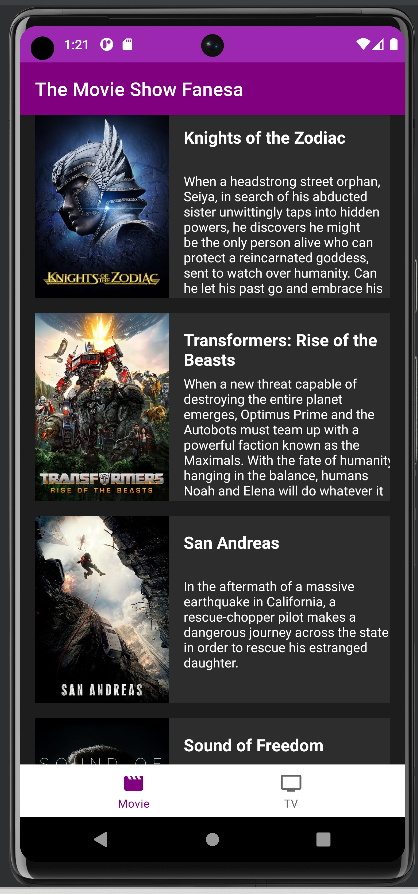 1:21
The Movie Show Fanesa
KNIGHTS OF THE ZODIAC
Knights of the Zodiac
When a headstrong street orphan,
Seiya, in search of his abducted
sister unwittingly taps into hidden
powers, he discovers he might
be the only person alive who can
protect a reincarnated goddess,
sent to watch over humanity. Can
he let his past go and embrace his
TRANSFORMERS
RISE OF THE BEASTS
Transformers: Rise of the
Beasts
When a new threat capable of
destroying the entire planet
emerges, Optimus Prime and the
Autobots must team up with a
powerful faction known as the
Maximals. With the fate of humanity
hanging in the balance, humans
Noah and Elena will do whatever it
SAN ANDREAS
San Andreas
In the aftermath of a massive
earthquake in California, a
rescue-chopper pilot makes a
dangerous journey across the state
in order to rescue his estranged
daughter.
SOUND OF
Sound of Freedom
Movie
TV